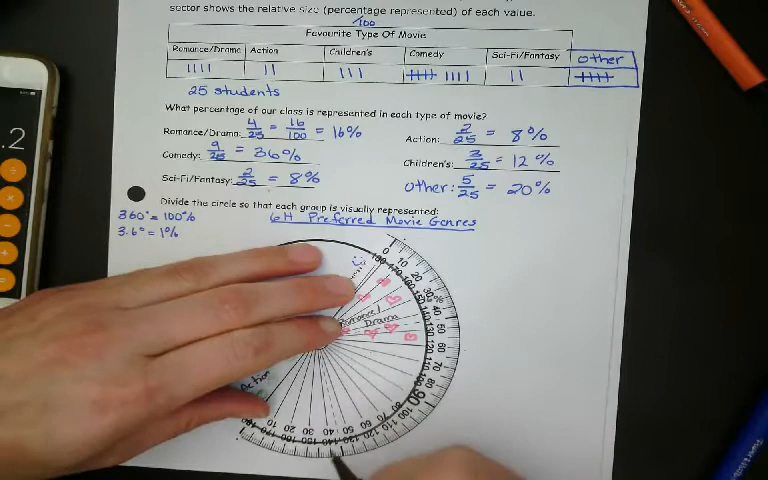 sector shows the relative size (percentage represented) of each value.
/100
Favourite Type Of Movie
Romance/Drama Action Children's Comedy Sci-Fi/Fantasy other
25 students
What percentage of our class is represented in each type of movie?
Romance/Drama: 4/25 = 16/100 = 16% Action: 2/25 = 8%
Comedy: 9/25 = 36% Children's: 3/25 = 12%
Sci-Fi/Fantasy: 2/25 = 8% other: 5/25 = 20%
Divide the circle so that each group is visually represented:
360° = 100% 6H Preferred Movie Genres
3.6° = 1%
.2
Romance/
Drama
Action